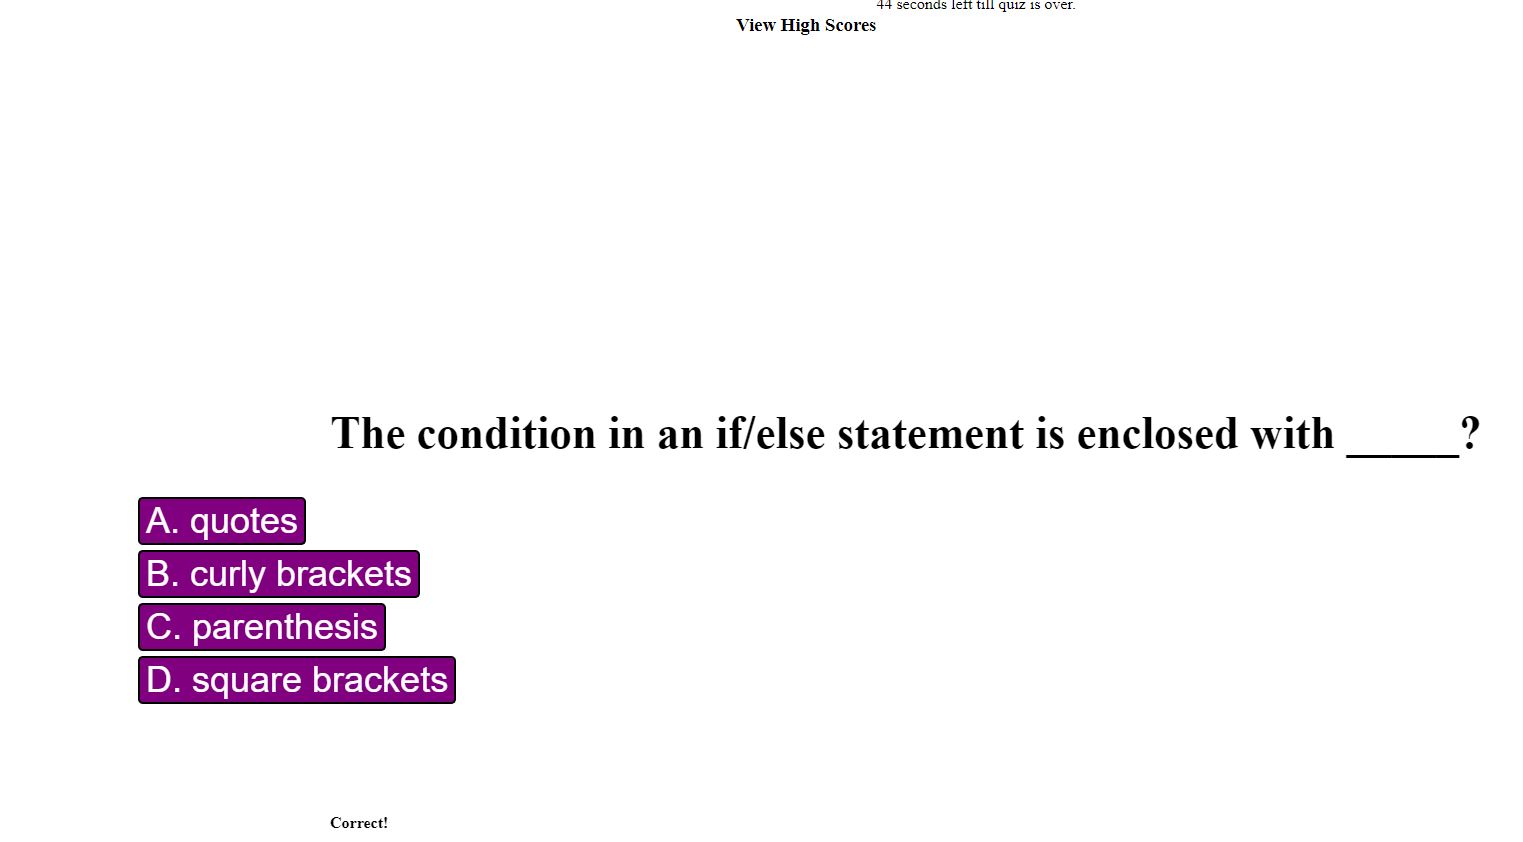 44 seconds left till quiz is over.
View High Scores
The condition in an if/else statement is enclosed with _____?
A. quotes
B. curly brackets
C. parenthesis
D. square brackets
Correct!